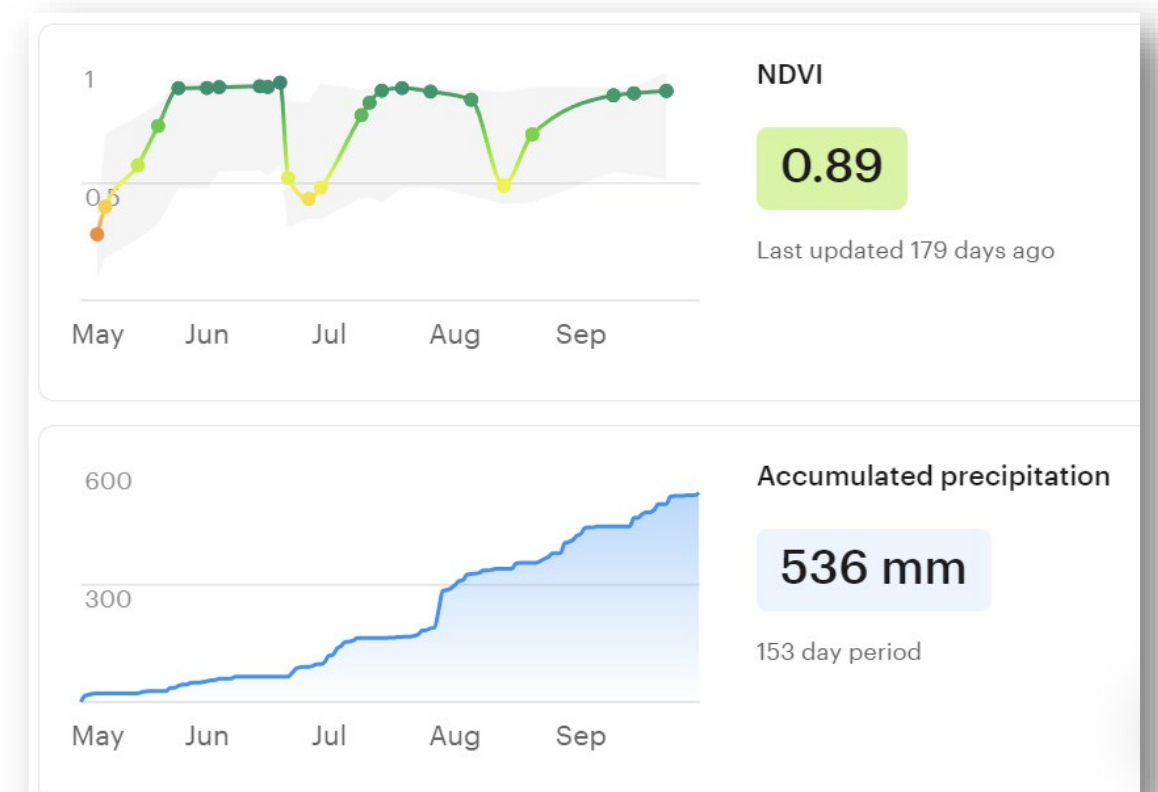 1
0.5
May Jun Jul Aug Sep
NDVI
0.89
Last updated 179 days ago
600
300
May Jun Jul Aug Sep
Accumulated precipitation
536 mm
153 day period